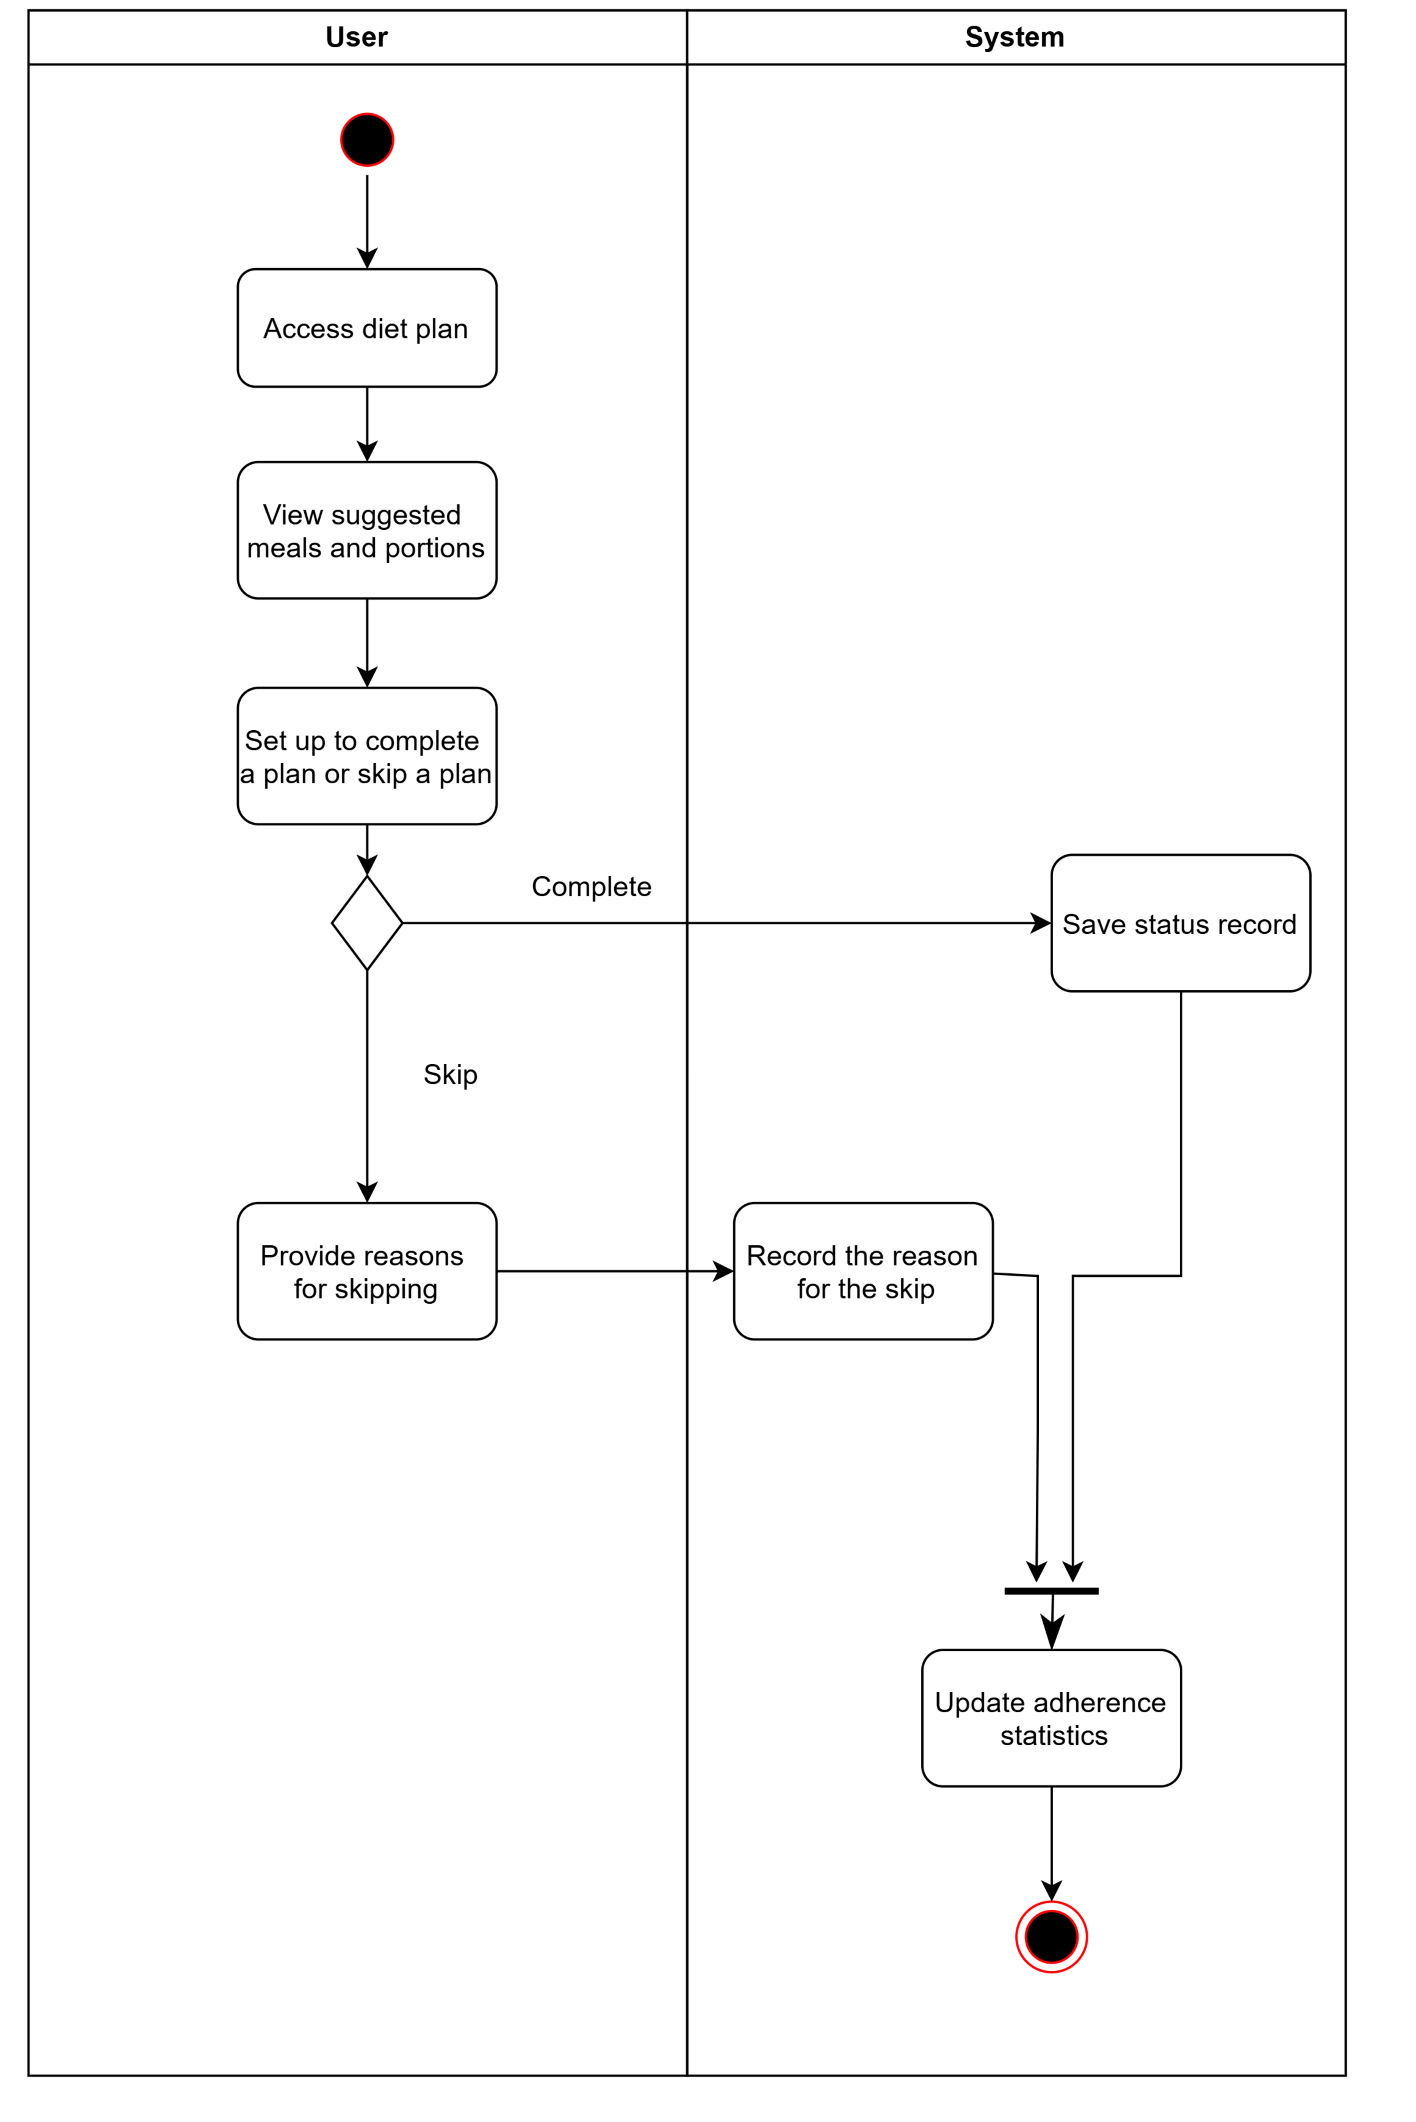 User
System
Access diet plan
View suggested
meals and portions
Set up to complete
a plan or skip a plan
Complete
Save status record
Skip
Provide reasons
for skipping
Record the reason
for the skip
Update adherence
statistics